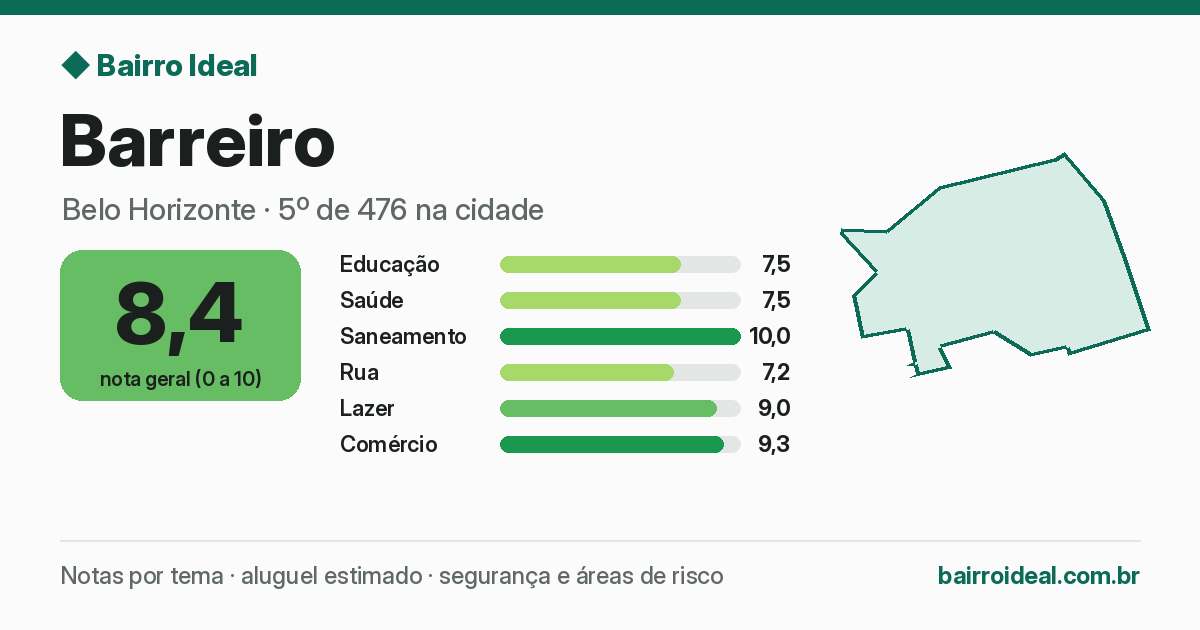 Bairro Ideal
Barreiro
Belo Horizonte · 5º de 476 na cidade
8,4
nota geral (0 a 10)
Educação 7,5
Saúde 7,5
Saneamento 10,0
Rua 7,2
Lazer 9,0
Comércio 9,3
Notas por tema · aluguel estimado · segurança e áreas de risco
bairroideal.com.br